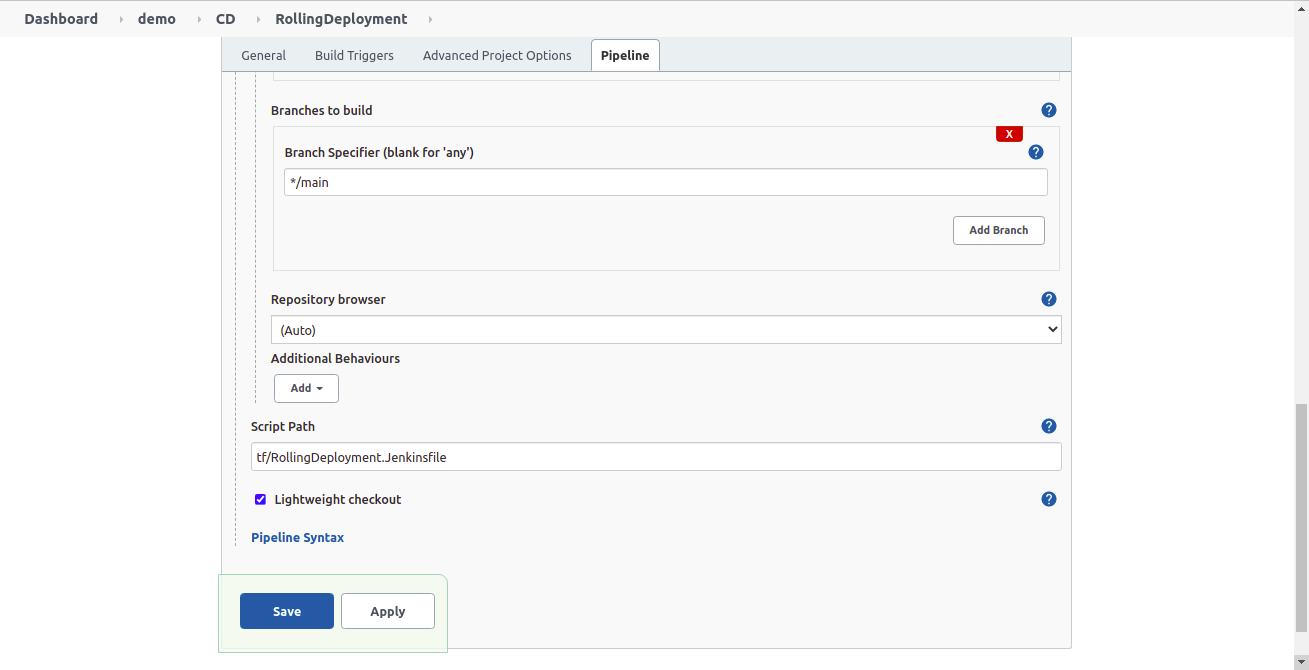 Dashboard demo CD RollingDeployment
General Build Triggers Advanced Project Options Pipeline
Branches to build ?
X
Branch Specifier (blank for 'any') ?
*/main
Add Branch
Repository browser ?
(Auto)
Additional Behaviours
Add
Script Path ?
tf/RollingDeployment.Jenkinsfile
Lightweight checkout ?
Pipeline Syntax
Save Apply